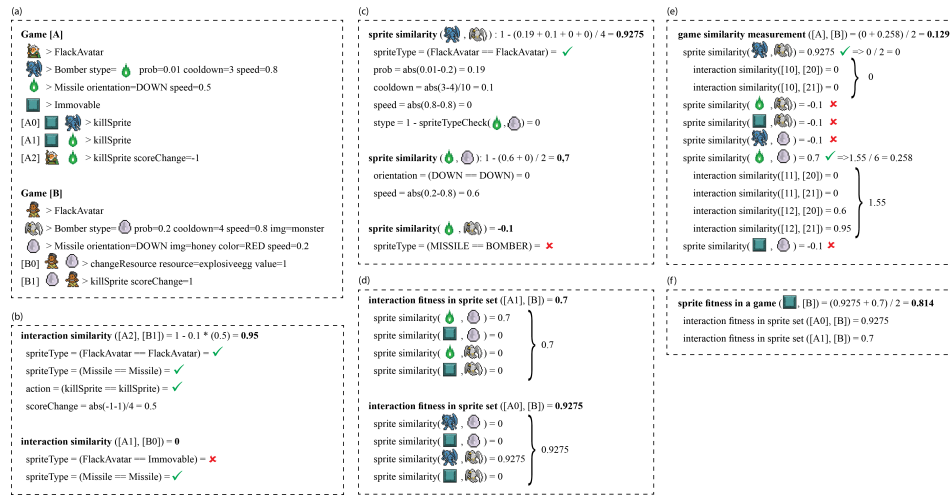 (a)
Game [A]
> FlackAvatar
> Bomber stype= prob=0.01 cooldown=3 speed=0.8
> Missile orientation=DOWN speed=0.5
> Immovable
[A0] > killSprite
[A1] > killSprite
[A2] > killSprite scoreChange=-1
Game [B]
> FlackAvatar
> Bomber stype= prob=0.2 cooldown=4 speed=0.8 img=monster
> Missile orientation=DOWN img=honey color=RED speed=0.2
[B0] > changeResource resource=explosiveegg value=1
[B1] > killSprite scoreChange=1
(b)
interaction similarity ([A2], [B1]) = 1 - 0.1 * (0.5) = 0.95
spriteType = (FlackAvatar == FlackAvatar) = ✓
spriteType = (Missile == Missile) = ✓
action = (killSprite == killSprite) = ✓
scoreChange = abs(-1-1)/4 = 0.5
interaction similarity ([A1], [B0]) = 0
spriteType = (FlackAvatar == Immovable) = ✘
spriteType = (Missile == Missile) = ✓
(c)
sprite similarity ( , ) : 1 - (0.19 + 0.1 + 0 + 0) / 4 = 0.9275
spriteType = (FlackAvatar == FlackAvatar) = ✓
prob = abs(0.01-0.2) = 0.19
cooldown = abs(3-4)/10 = 0.1
speed = abs(0.8-0.8) = 0
stype = 1 - spriteTypeCheck( , ) = 0
sprite similarity ( , ): 1 - (0.6 + 0) / 2 = 0,7
orientation = (DOWN == DOWN) = 0
speed = abs(0.2-0.8) = 0.6
sprite similarity ( , ) = -0.1
spriteType = (MISSILE == BOMBER) = ✘
(d)
interaction fitness in sprite set ([A1], [B]) = 0.7
sprite similarity( , ) = 0.7
sprite similarity( , ) = 0
sprite similarity( , ) = 0
sprite similarity( , ) = 0
0.7
interaction fitness in sprite set ([A0], [B]) = 0.9275
sprite similarity( , ) = 0
sprite similarity( , ) = 0
sprite similarity( , ) = 0.9275
sprite similarity( , ) = 0
0.9275
(e)
game similarity measurement ([A], [B]) = (0 + 0.258) / 2 = 0.129
sprite similarity( , ) = 0.9275 ✓ => 0 / 2 = 0
interaction similarity([10], [20]) = 0
interaction similarity([10], [21]) = 0
0
sprite similarity( , ) = -0.1 ✘
sprite similarity( , ) = -0.1 ✘
sprite similarity( , ) = -0.1 ✘
sprite similarity( , ) = 0.7 ✓ =>1.55 / 6 = 0.258
interaction similarity([11], [20]) = 0
interaction similarity([11], [21]) = 0
interaction similarity([12], [20]) = 0.6
interaction similarity([12], [21]) = 0.95
1.55
sprite similarity( , ) = -0.1 ✘
(f)
sprite fitness in a game ( , [B]) = (0.9275 + 0.7) / 2 = 0.814
interaction fitness in sprite set ([A0], [B]) = 0.9275
interaction fitness in sprite set ([A1], [B]) = 0.7